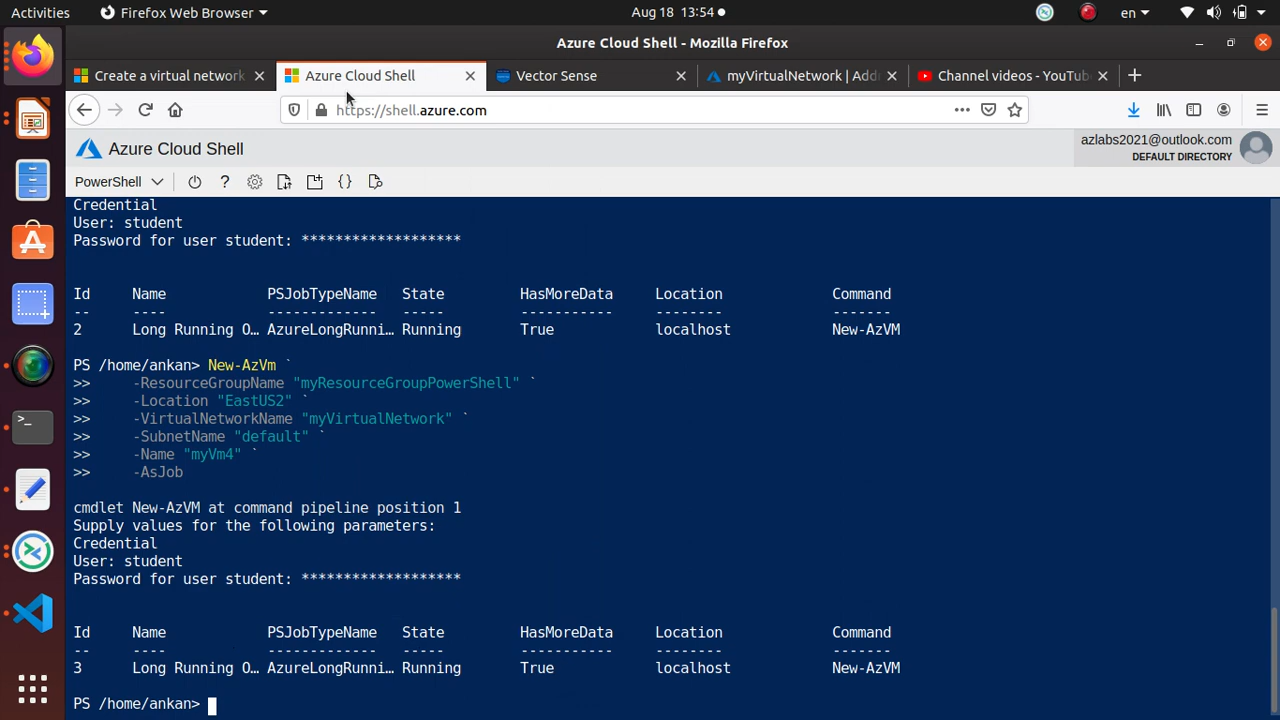 Activities Firefox Web Browser Aug 18 13:54 en
Azure Cloud Shell - Mozilla Firefox
Create a virtual network Azure Cloud Shell Vector Sense myVirtualNetwork | Add Channel videos - YouTub
https://shell.azure.com
Azure Cloud Shell
azlabs2021@outlook.com
DEFAULT DIRECTORY
PowerShell ? { }
Credential
User: student
Password for user student: *******************
Id Name PSJobTypeName State HasMoreData Location Command
-- ---- ------------- ----- ----------- -------- -------
2 Long Running O… AzureLongRunni… Running True localhost New-AzVM
PS /home/ankan> New-AzVm `
>> -ResourceGroupName "myResourceGroupPowerShell" `
>> -Location "EastUS2" `
>> -VirtualNetworkName "myVirtualNetwork" `
>> -SubnetName "default" `
>> -Name "myVm4" `
>> -AsJob
cmdlet New-AzVM at command pipeline position 1
Supply values for the following parameters:
Credential
User: student
Password for user student: *******************
Id Name PSJobTypeName State HasMoreData Location Command
-- ---- ------------- ----- ----------- -------- -------
3 Long Running O… AzureLongRunni… Running True localhost New-AzVM
PS /home/ankan>